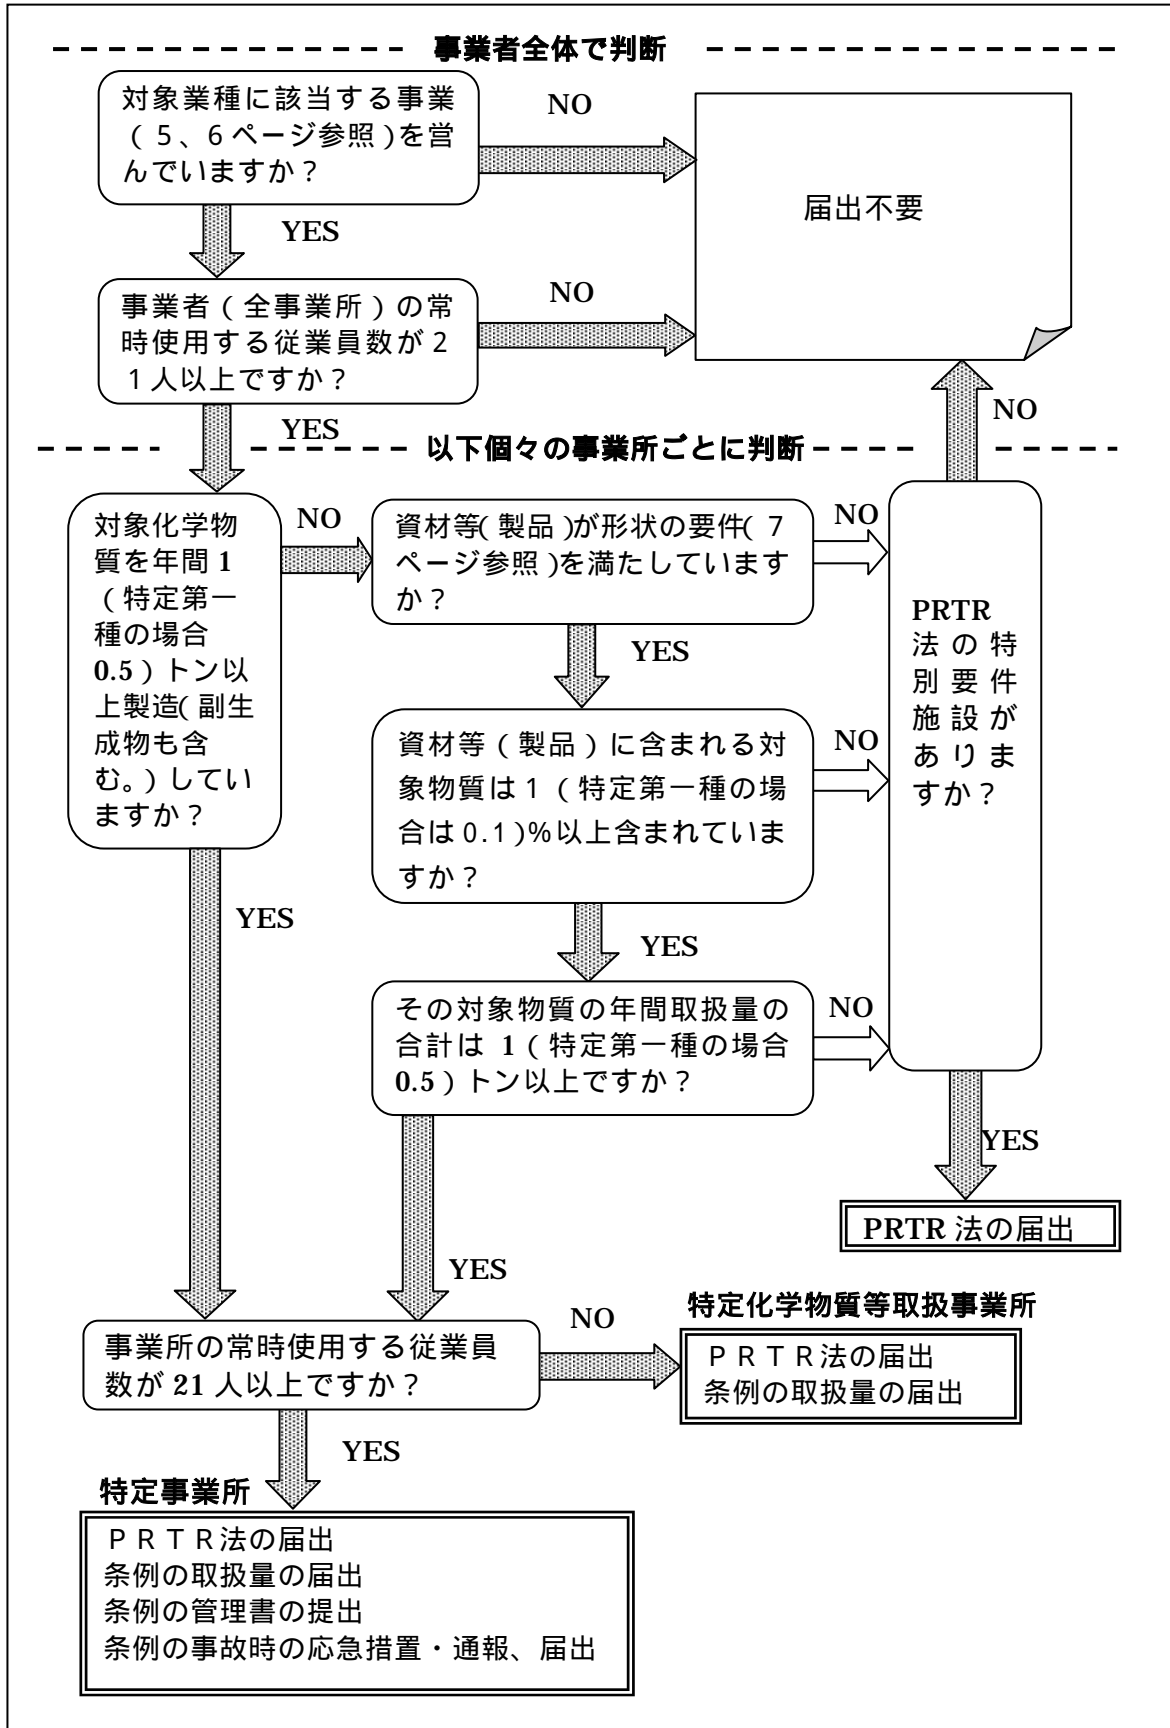 事業者全体で判断
対象業種に該当する事業
(5、6ページ参照)を営
んでいますか?
NO
届出不要
YES
事業者(全事業所)の常
時使用する従業員数が2
1人以上ですか?
NO
YES
NO
以下個々の事業所ごとに判断
対象化学物
質を年間1
(特定第一
種の場合
0.5)トン以
上製造(副生
成物も含
む。)してい
ますか?
NO
資材等(製品)が形状の要件(7
ページ参照)を満たしています
か?
NO
PRTR
法の特
別要件
施設が
ありま
すか?
YES
資材等(製品)に含まれる対
象物質は1(特定第一種の場
合は0.1)%以上含まれていま
すか?
NO
YES
YES
その対象物質の年間取扱量の
合計は 1(特定第一種の場合
0.5)トン以上ですか?
NO
YES
PRTR 法の届出
YES
事業所の常時使用する従業員
数が 21 人以上ですか?
NO
特定化学物質等取扱事業所
PRTR法の届出
条例の取扱量の届出
YES
特定事業所
PRTR法の届出
条例の取扱量の届出
条例の管理書の提出
条例の事故時の応急措置・通報、届出